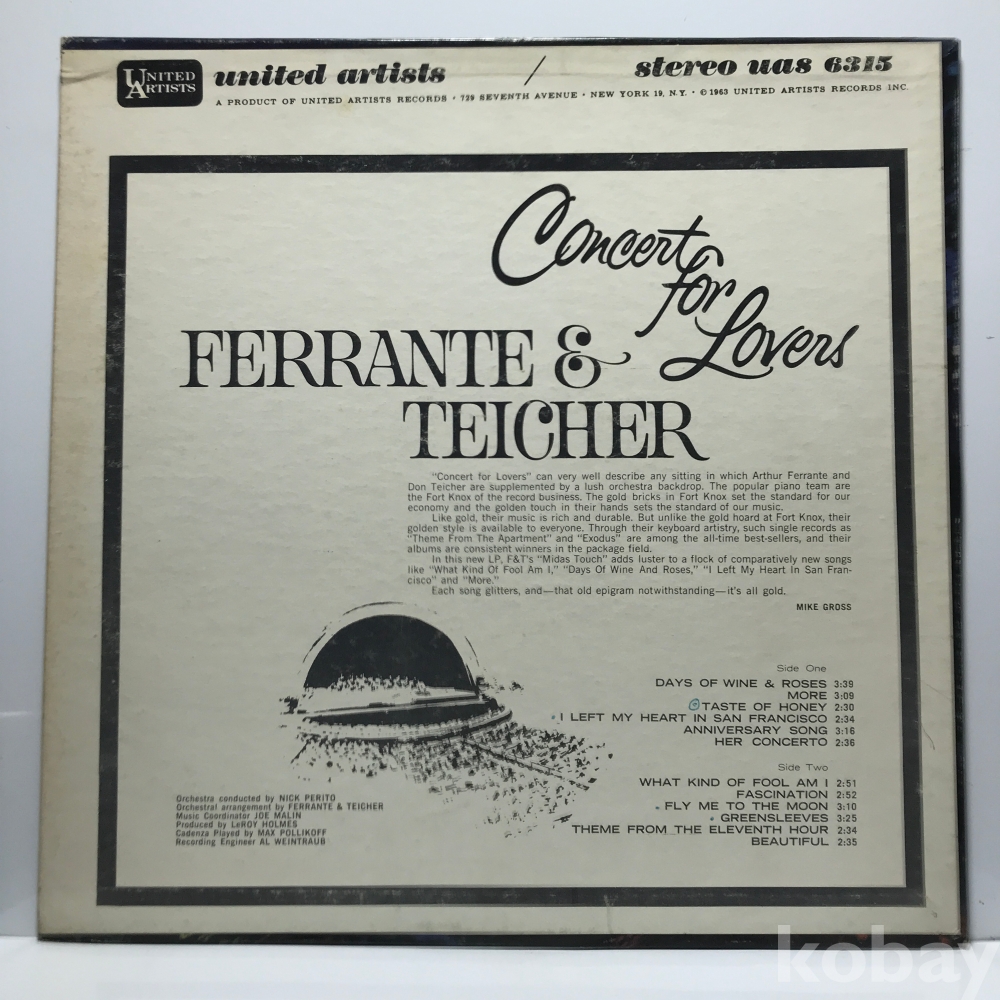 UNITED ARTISTS
united artists / stereo uas 6315
A PRODUCT OF UNITED ARTISTS RECORDS · 729 SEVENTH AVENUE · NEW YORK 19, N.Y. · © 1963 UNITED ARTISTS RECORDS INC.
Concert
for
Lovers
FERRANTE &
TEICHER
"Concert for Lovers" can very well describe any sitting in which Arthur Ferrante and
Don Teicher are supplemented by a lush orchestra backdrop. The popular piano team are
the Fort Knox of the record business. The gold bricks in Fort Knox set the standard for our
economy and the golden touch in their hands sets the standard of our music.
Like gold, their music is rich and durable. But unlike the gold hoard at Fort Knox, their
golden style is available to everyone. Through their keyboard artistry, such single records as
"Theme From The Apartment" and "Exodus" are among the all-time best-sellers, and their
albums are consistent winners in the package field.
In this new LP, F&T's "Midas Touch" adds luster to a flock of comparatively new songs
like "What Kind Of Fool Am I," "Days Of Wine And Roses," "I Left My Heart In San Fran-
cisco" and "More."
Each song glitters, and—that old epigram notwithstanding—it's all gold.
MIKE GROSS
Side One
DAYS OF WINE & ROSES 3:39
MORE 3:09
TASTE OF HONEY 2:30
I LEFT MY HEART IN SAN FRANCISCO 2:34
ANNIVERSARY SONG 3:16
HER CONCERTO 2:36
Side Two
WHAT KIND OF FOOL AM I 2:51
FASCINATION 2:52
FLY ME TO THE MOON 3:10
GREENSLEEVES 3:25
THEME FROM THE ELEVENTH HOUR 2:34
BEAUTIFUL 2:35
Orchestra conducted by NICK PERITO
Orchestral arrangement by FERRANTE & TEICHER
Music Coordinator JOE MALIN
Produced by LeROY HOLMES
Cadenza Played by MAX POLLIKOFF
Recording Engineer AL WEINTRAUB
kobay